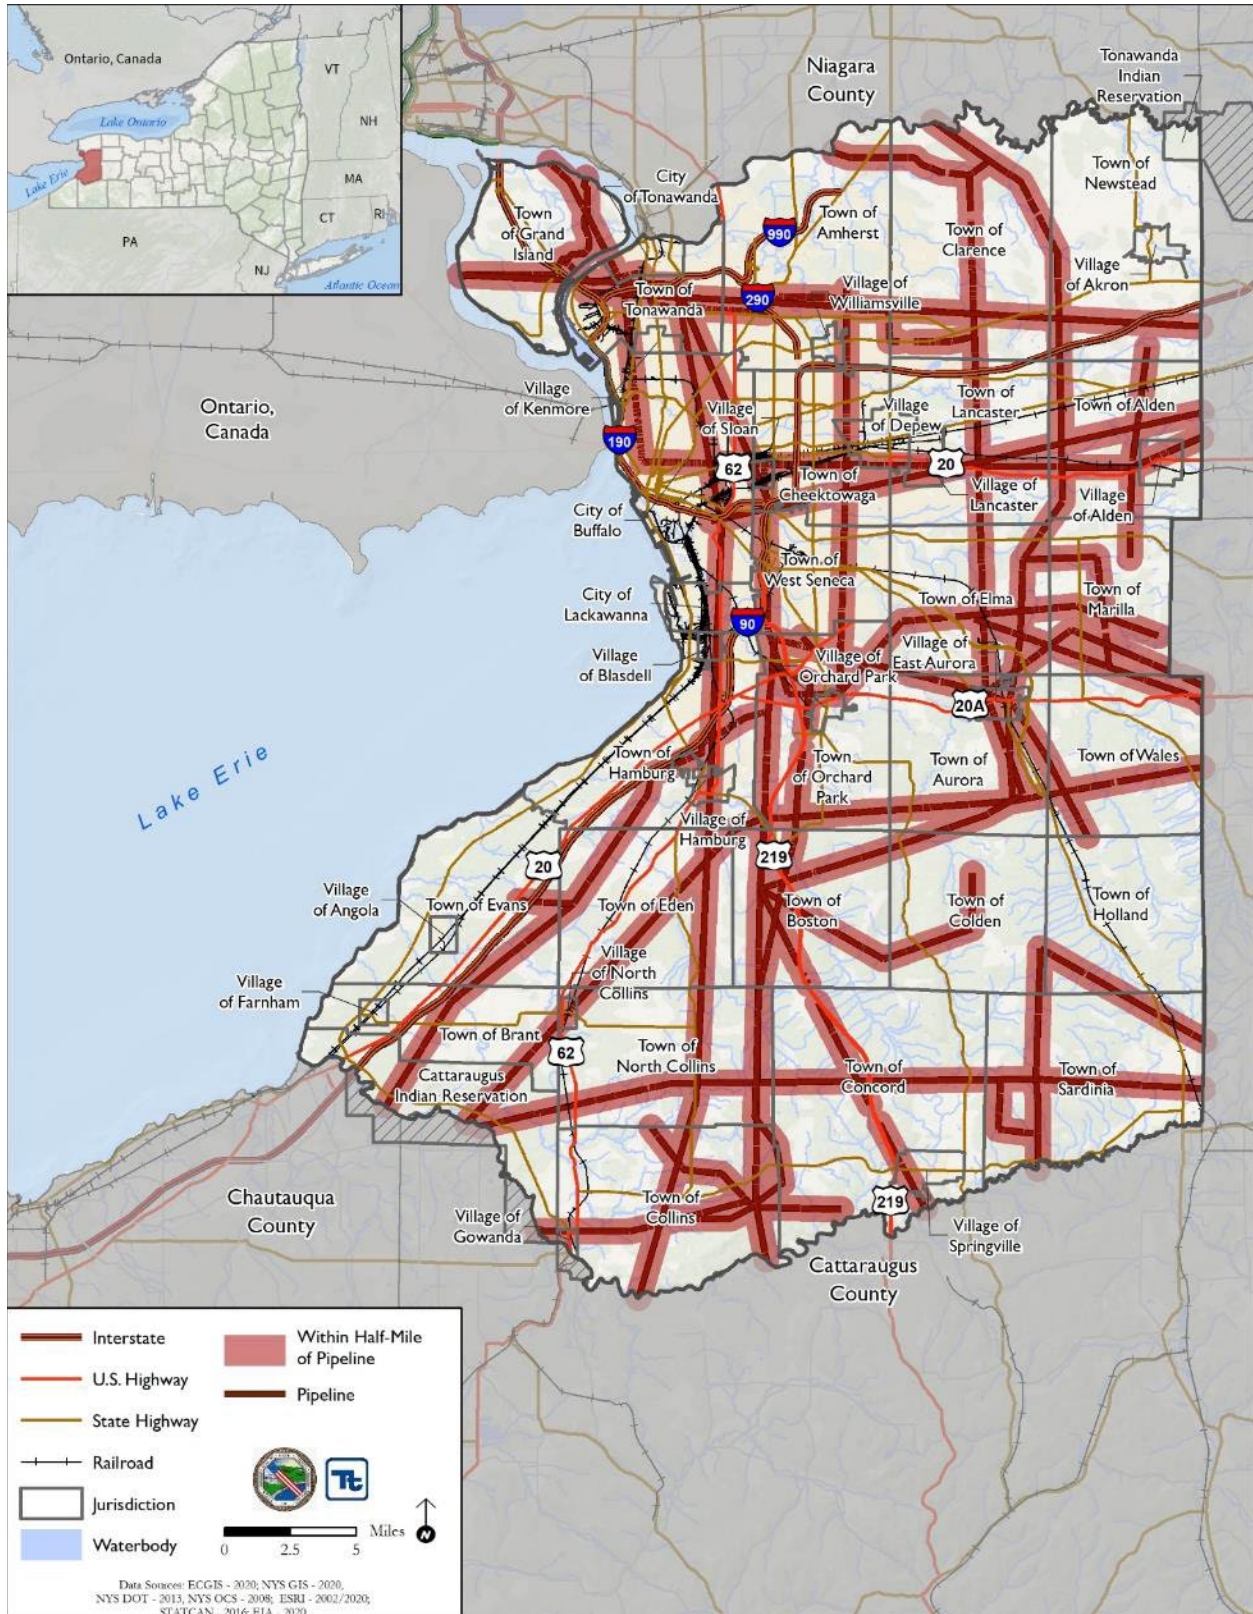 Ontario, Canada
VT
NH
Lake Ontario
Lake Erie
MA
CT
RI
PA
NJ
Atlantic Ocean
Niagara
County
Tonawanda
Indian
Reservation
Town of
Newstead
City
of Tonawanda
Town
of Grand
Island
990
Town of
Amherst
Town of
Clarence
Village
of Akron
Village of
Williamsville
Town of
Tonawanda
290
Village
of Kenmore
Ontario,
Canada
190
Village
of Sloan
Village
of Depew
Town of
Lancaster
Town of Alden
62
20
Town of
Cheektowaga
Village of
Lancaster
Village
of Alden
City of
Buffalo
Town of
West Seneca
City of
Lackawanna
Town of Elma
Town of
Marilla
90
Village
of Blasdell
Village of
Orchard Park
Village of
East Aurora
20A
Lake Erie
Town of
Hamburg
Town
of Orchard
Park
Town of
Aurora
Town of Wales
Village of
Hamburg
20
219
Village
of Angola
Town of Evans
Town of Eden
Town of
Boston
Town of
Colden
Town of
Holland
Village
of North
Collins
Village
of Farnham
Town of Brant
62
Town of
North Collins
Town of
Concord
Town of
Sardinia
Cattaraugus
Indian Reservation
Chautauqua
County
Village of
Gowanda
Town of
Collins
219
Village of
Springville
Cattaraugus
County
Interstate
U.S. Highway
State Highway
Railroad
Jurisdiction
Waterbody
Within Half-Mile
of Pipeline
Pipeline
Tt
Miles
0 2.5 5
N
Data Sources: ECGIS - 2020; NYS GIS - 2020,
NYS DOT - 2013, NYS OCS - 2008; ESRI - 2002/2020;
STATCAN - 2016; EIA - 2020